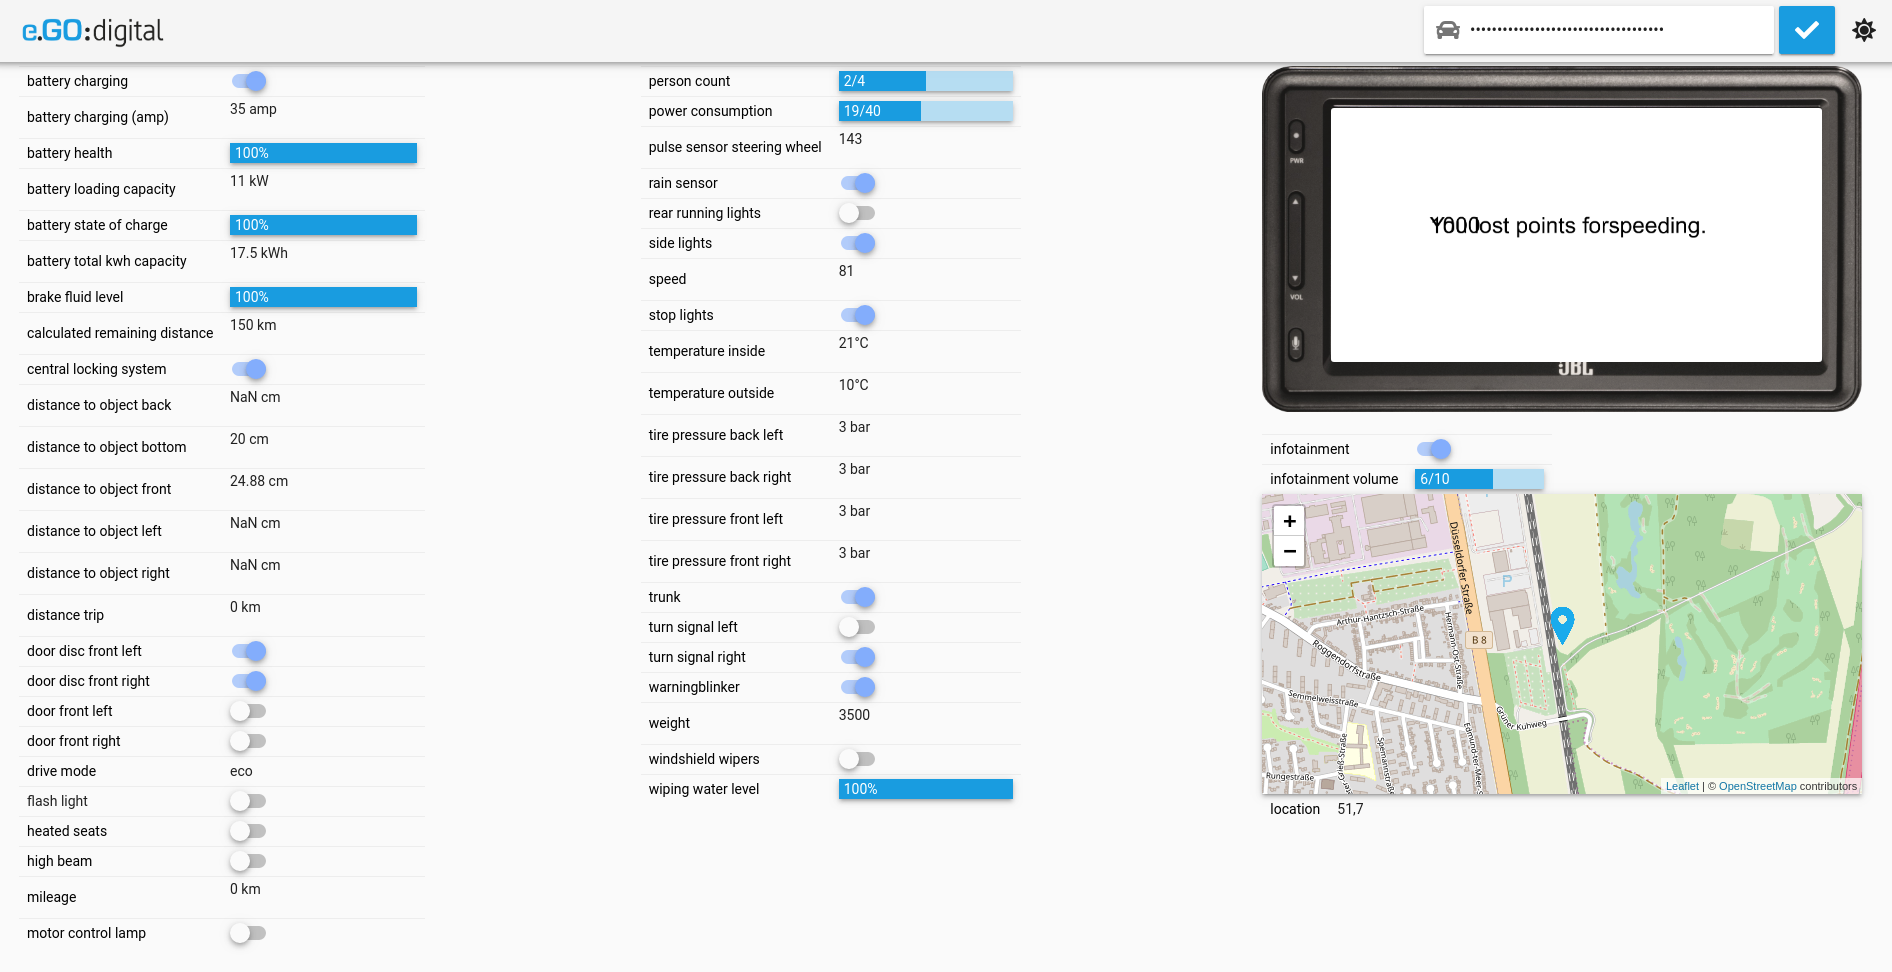 e.GO:digital
••••••••••••••••••••••••••••••••••••
battery charging
battery charging (amp) 35 amp
battery health 100%
battery loading capacity 11 kW
battery state of charge 100%
battery total kwh capacity 17.5 kWh
brake fluid level 100%
calculated remaining distance 150 km
central locking system
distance to object back NaN cm
distance to object bottom 20 cm
distance to object front 24.88 cm
distance to object left NaN cm
distance to object right NaN cm
distance trip 0 km
door disc front left
door disc front right
door front left
door front right
drive mode eco
flash light
heated seats
high beam
mileage 0 km
motor control lamp
person count 2/4
power consumption 19/40
pulse sensor steering wheel 143
rain sensor
rear running lights
side lights
speed 81
stop lights
temperature inside 21°C
temperature outside 10°C
tire pressure back left 3 bar
tire pressure back right 3 bar
tire pressure front left 3 bar
tire pressure front right 3 bar
trunk
turn signal left
turn signal right
warningblinker
weight 3500
windshield wipers
wiping water level 100%
PWR
VOL
lost points forspeeding.
JBL
infotainment
infotainment volume 6/10
+
−
Düsseldorfer Straße
P
Arthur-Hantzsch-Straße
Hermann-Ost-Straße
B 8
Roggendorfstraße
Semmelweisstraße
Grüner Kuhweg
Rungestraße
Leaflet | © OpenStreetMap contributors
location 51,7